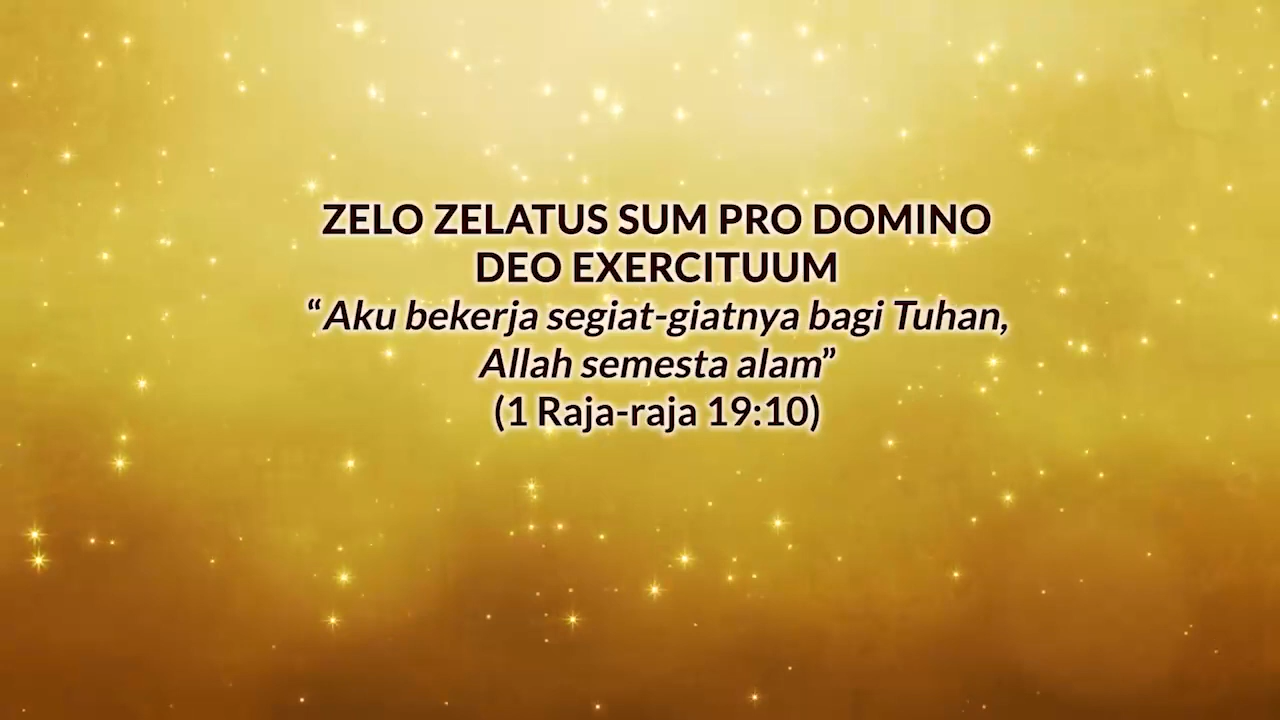 ZELO ZELATUS SUM PRO DOMINO
DEO EXERCITUUM
“Aku bekerja segiat-giatnya bagi Tuhan,
Allah semesta alam”
(1 Raja-raja 19:10)